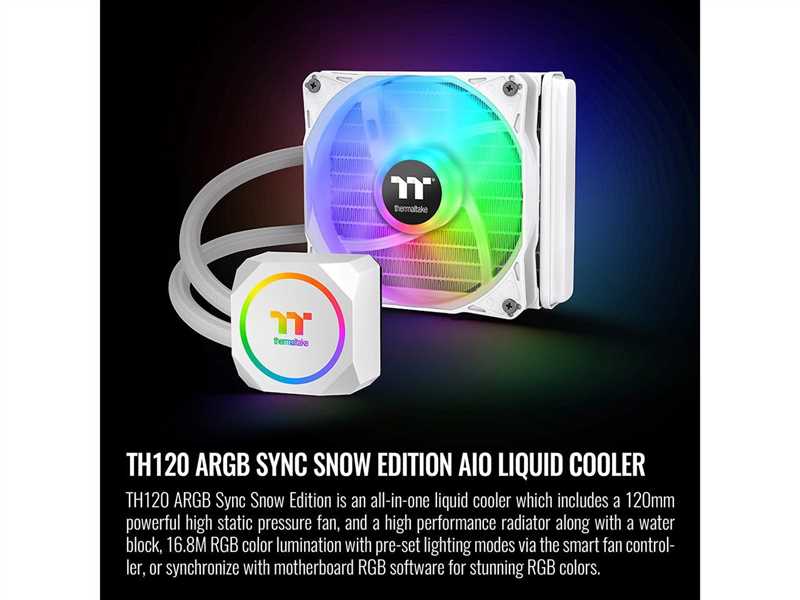 thermaltake
thermaltake
TH120 ARGB SYNC SNOW EDITION AIO LIQUID COOLER
TH120 ARGB Sync Snow Edition is an all-in-one liquid cooler which includes a 120mm
powerful high static pressure fan, and a high performance radiator along with a water
block, 16.8M RGB color lumination with pre-set lighting modes via the smart fan control-
ler, or synchronize with motherboard RGB software for stunning RGB colors.